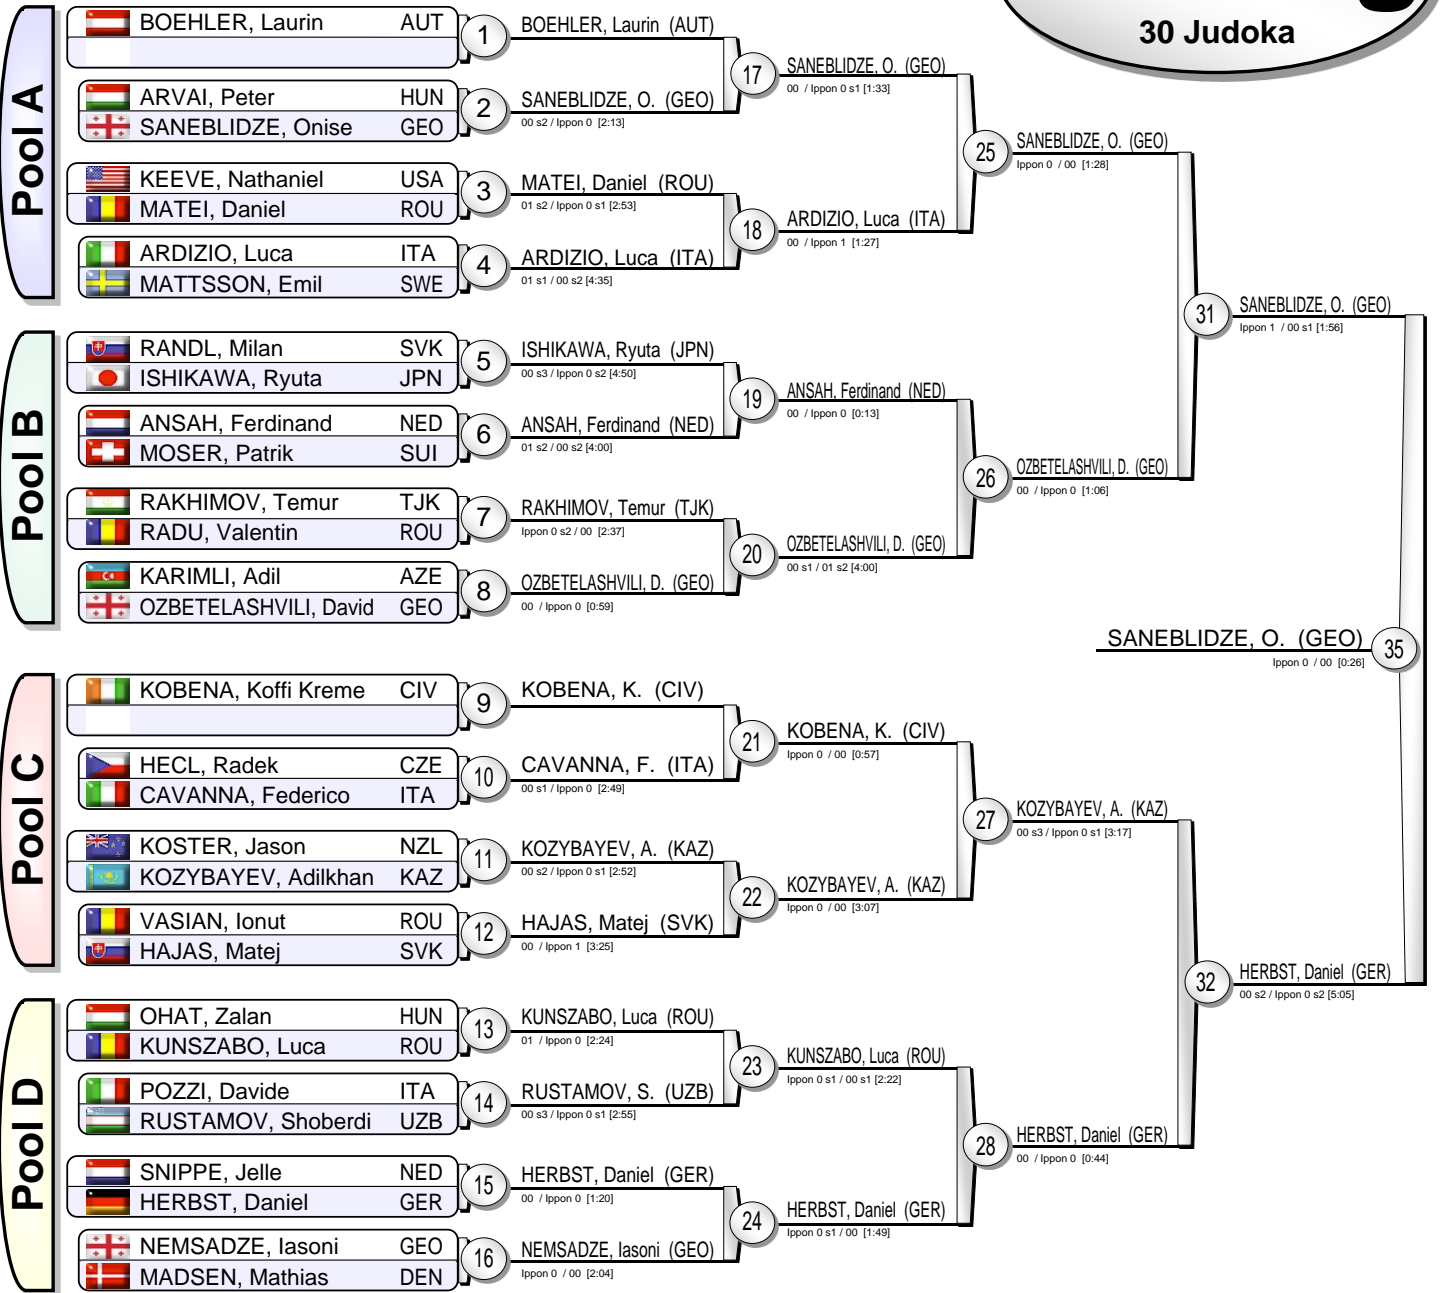 30 Judoka
Pool A
BOEHLER, Laurin AUT
ARVAI, Peter HUN
SANEBLIDZE, Onise GEO
KEEVE, Nathaniel USA
MATEI, Daniel ROU
ARDIZIO, Luca ITA
MATTSSON, Emil SWE
Pool B
RANDL, Milan SVK
ISHIKAWA, Ryuta JPN
ANSAH, Ferdinand NED
MOSER, Patrik SUI
RAKHIMOV, Temur TJK
RADU, Valentin ROU
KARIMLI, Adil AZE
OZBETELASHVILI, David GEO
Pool C
KOBENA, Koffi Kreme CIV
HECL, Radek CZE
CAVANNA, Federico ITA
KOSTER, Jason NZL
KOZYBAYEV, Adilkhan KAZ
VASIAN, Ionut ROU
HAJAS, Matej SVK
Pool D
OHAT, Zalan HUN
KUNSZABO, Luca ROU
POZZI, Davide ITA
RUSTAMOV, Shoberdi UZB
SNIPPE, Jelle NED
HERBST, Daniel GER
NEMSADZE, Iasoni GEO
MADSEN, Mathias DEN
1
BOEHLER, Laurin (AUT)
2
SANEBLIDZE, O. (GEO)
00 s2 / Ippon 0 [2:13]
3
MATEI, Daniel (ROU)
01 s2 / Ippon 0 s1 [2:53]
4
ARDIZIO, Luca (ITA)
01 s1 / 00 s2 [4:35]
5
ISHIKAWA, Ryuta (JPN)
00 s3 / Ippon 0 s2 [4:50]
6
ANSAH, Ferdinand (NED)
01 s2 / 00 s2 [4:00]
7
RAKHIMOV, Temur (TJK)
Ippon 0 s2 / 00 [2:37]
8
OZBETELASHVILI, D. (GEO)
00 / Ippon 0 [0:59]
9
KOBENA, K. (CIV)
10
CAVANNA, F. (ITA)
00 s1 / Ippon 0 [2:49]
11
KOZYBAYEV, A. (KAZ)
00 s2 / Ippon 0 s1 [2:52]
12
HAJAS, Matej (SVK)
00 / Ippon 1 [3:25]
13
KUNSZABO, Luca (ROU)
01 / Ippon 0 [2:24]
14
RUSTAMOV, S. (UZB)
00 s3 / Ippon 0 s1 [2:55]
15
HERBST, Daniel (GER)
00 / Ippon 0 [1:20]
16
NEMSADZE, Iasoni (GEO)
Ippon 0 / 00 [2:04]
17
SANEBLIDZE, O. (GEO)
00 / Ippon 0 s1 [1:33]
18
ARDIZIO, Luca (ITA)
00 / Ippon 1 [1:27]
19
ANSAH, Ferdinand (NED)
00 / Ippon 0 [0:13]
20
OZBETELASHVILI, D. (GEO)
00 s1 / 01 s2 [4:00]
21
KOBENA, K. (CIV)
Ippon 0 / 00 [0:57]
22
KOZYBAYEV, A. (KAZ)
Ippon 0 / 00 [3:07]
23
KUNSZABO, Luca (ROU)
Ippon 0 s1 / 00 s1 [2:22]
24
HERBST, Daniel (GER)
Ippon 0 s1 / 00 [1:49]
25
SANEBLIDZE, O. (GEO)
Ippon 0 / 00 [1:28]
26
OZBETELASHVILI, D. (GEO)
00 / Ippon 0 [1:06]
27
KOZYBAYEV, A. (KAZ)
00 s3 / Ippon 0 s1 [3:17]
28
HERBST, Daniel (GER)
00 / Ippon 0 [0:44]
31
SANEBLIDZE, O. (GEO)
Ippon 1 / 00 s1 [1:56]
32
HERBST, Daniel (GER)
00 s2 / Ippon 0 s2 [5:05]
SANEBLIDZE, O. (GEO)
35
Ippon 0 / 00 [0:26]